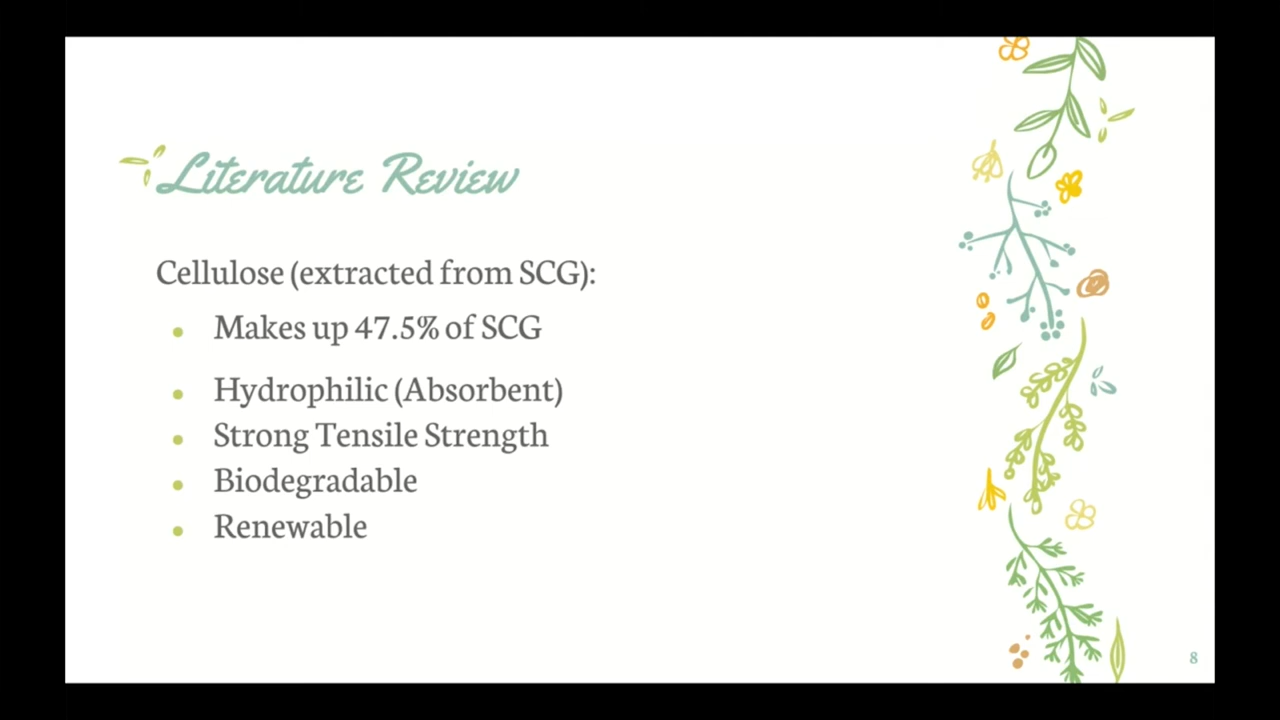 Literature Review
Cellulose (extracted from SCG):
• Makes up 47.5% of SCG
• Hydrophilic (Absorbent)
• Strong Tensile Strength
• Biodegradable
• Renewable
8